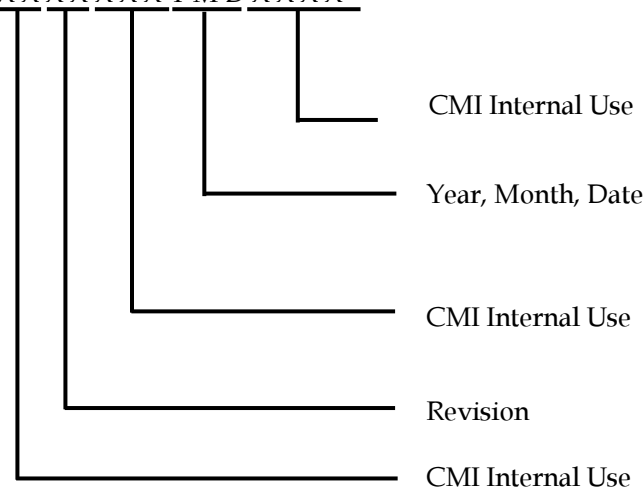 CMI Internal Use
Year, Month, Date
CMI Internal Use
Revision
CMI Internal Use